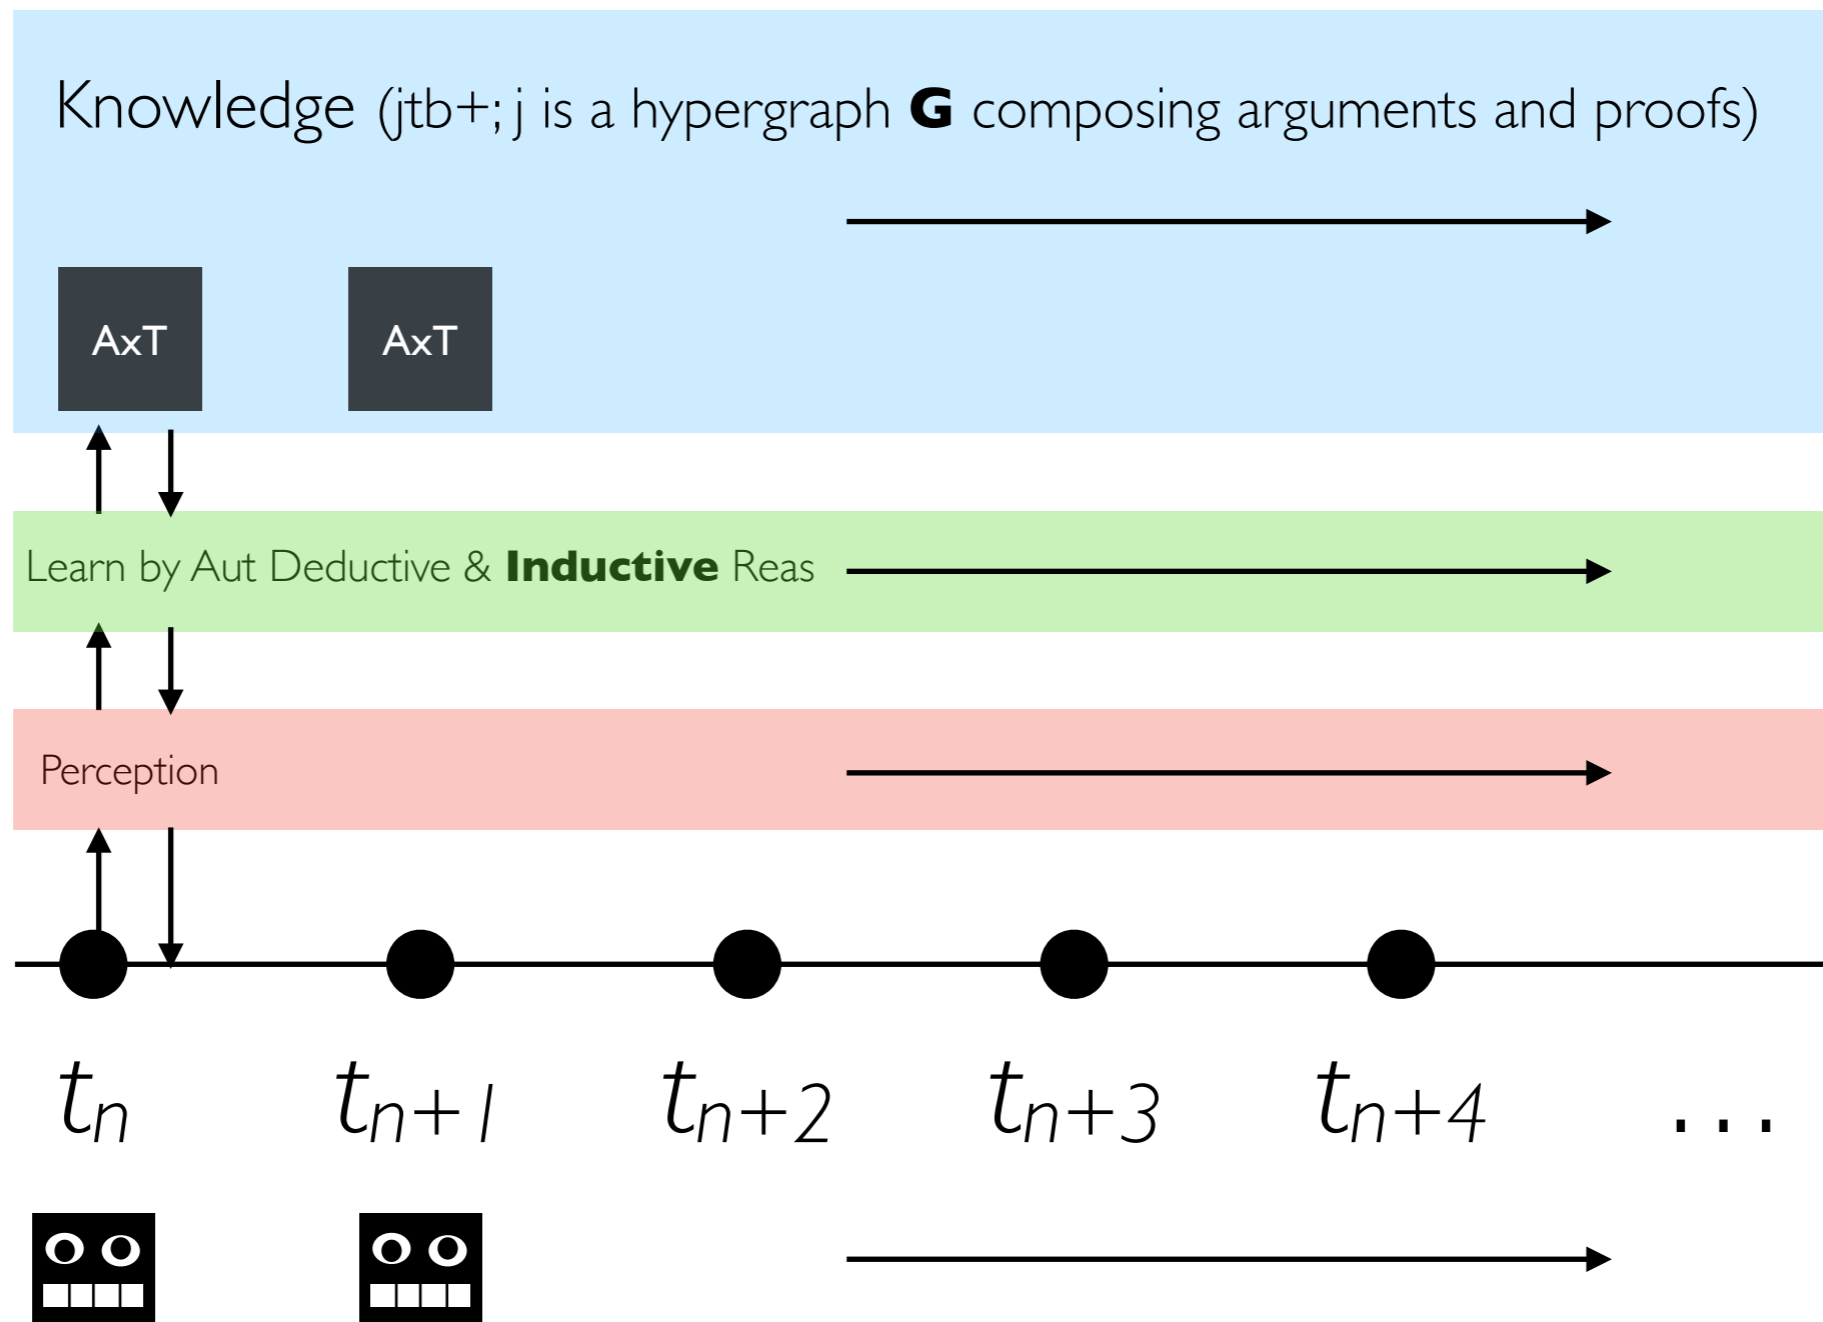 Knowledge (jtb+; j is a hypergraph G composing arguments and proofs)
AxT AxT
Learn by Aut Deductive & Inductive Reas
Perception
tn tn+1 tn+2 tn+3 tn+4 ...